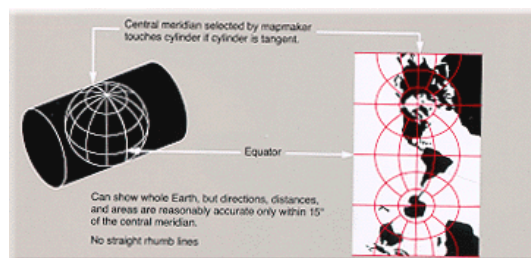 Central meridian selected by mapmaker
touches cylinder if cylinder is tangent.
Equator
Can show whole Earth, but directions, distances,
and areas are reasonably accurate only within 15°
of the central meridian.
No straight rhumb lines